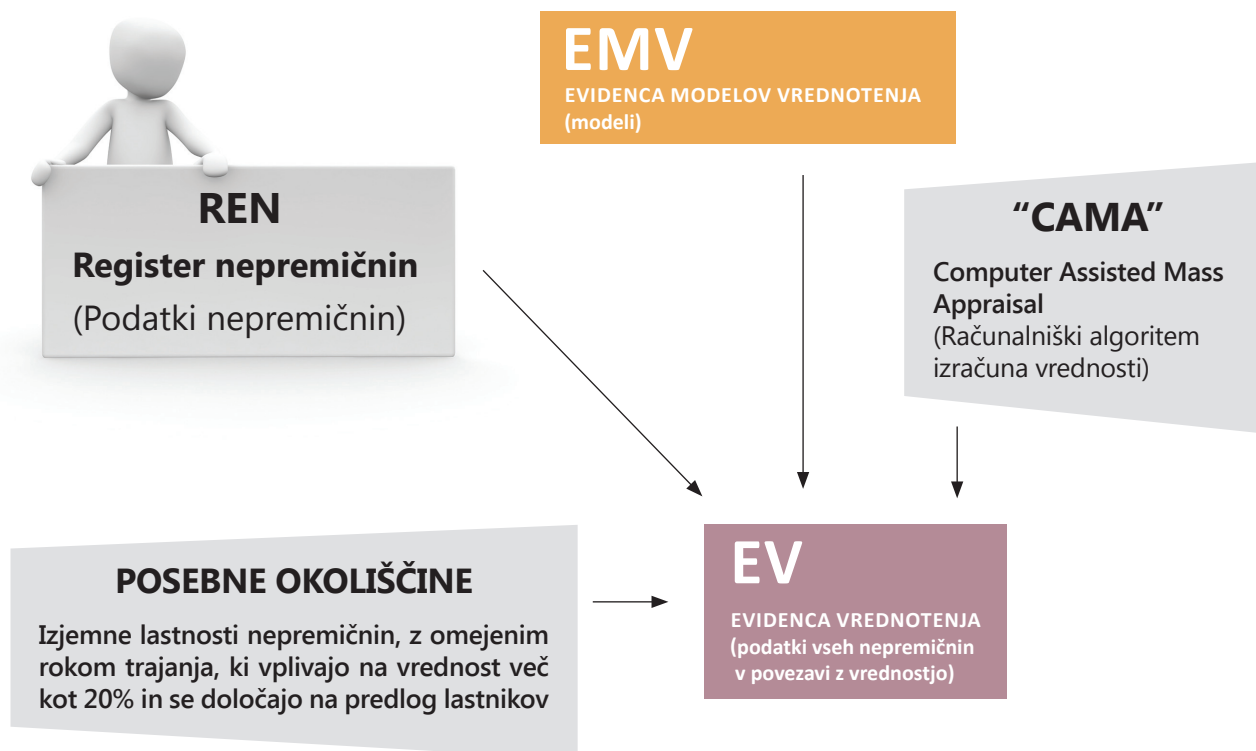 EMV
EVIDENCA MODELOV VREDNOTENJA
(modeli)
REN
Register nepremičnin
(Podatki nepremičnin)
“CAMA”
Computer Assisted Mass
Appraisal
(Računalniški algoritem
izračuna vrednosti)
POSEBNE OKOLIŠČINE
Izjemne lastnosti nepremičnin, z omejenim
rokom trajanja, ki vplivajo na vrednost več
kot 20% in se določajo na predlog lastnikov
EV
EVIDENCA VREDNOTENJA
(podatki vseh nepremičnin
v povezavi z vrednostjo)